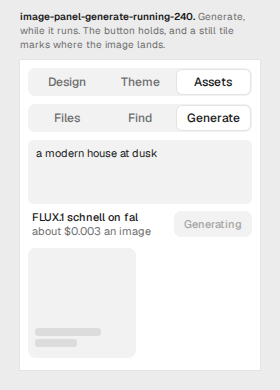 image-panel-generate-running-240. Generate,
while it runs. The button holds, and a still tile
marks where the image lands.
Design Theme Assets
Files Find Generate
a modern house at dusk
FLUX.1 schnell on fal
about $0.003 an image
Generating